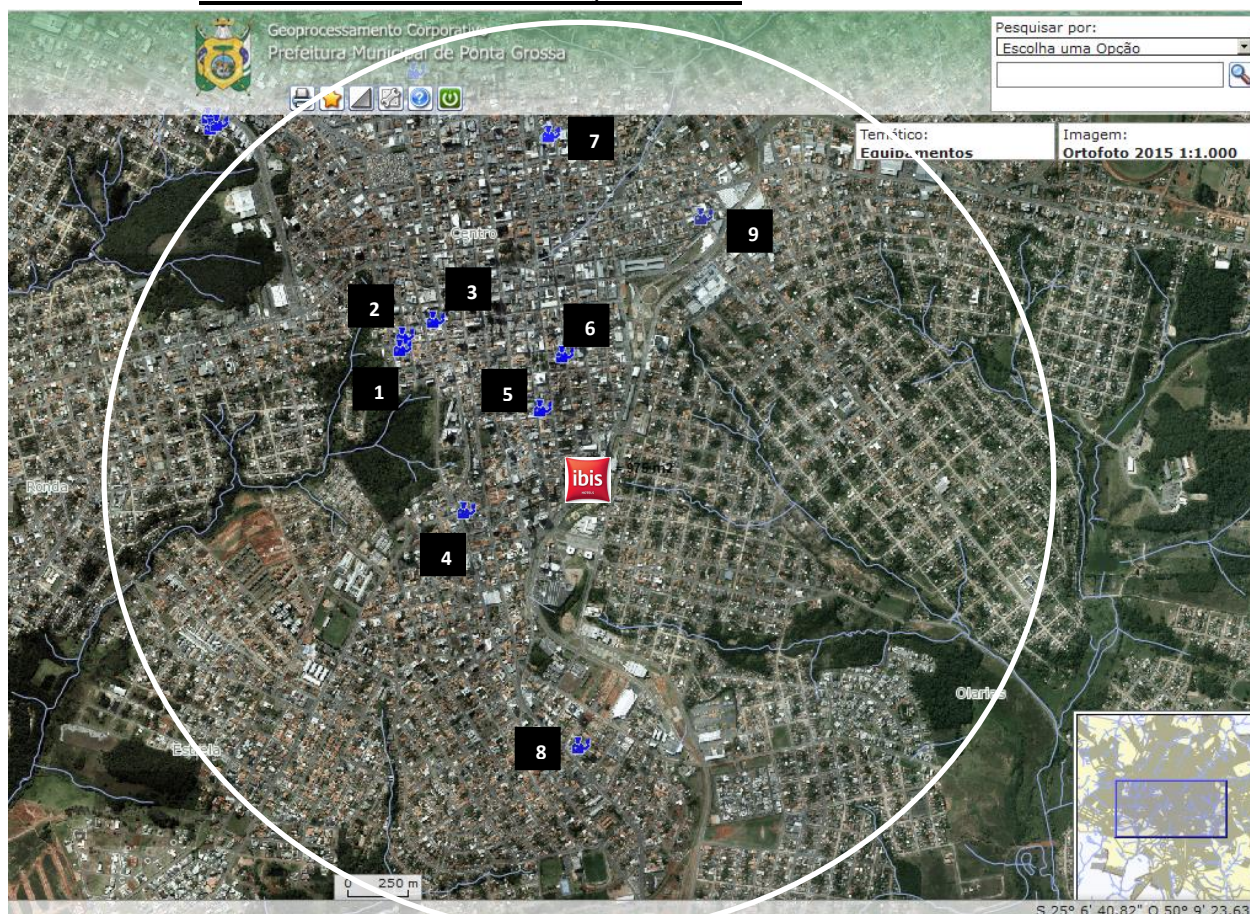 Geoprocessamento Corporativo
Prefeitura Municipal de Ponta Grossa
Pesquisar por:
Escolha uma Opção
Temático:
Equipamentos
Imagem:
Ortofoto 2015 1:1.000
7
Centro
9
3
2
6
1
5
ibis
Ronda
4
Olarias
Estrela
8
0 250 m
S 25° 6' 40.82" O 50° 9' 23.63